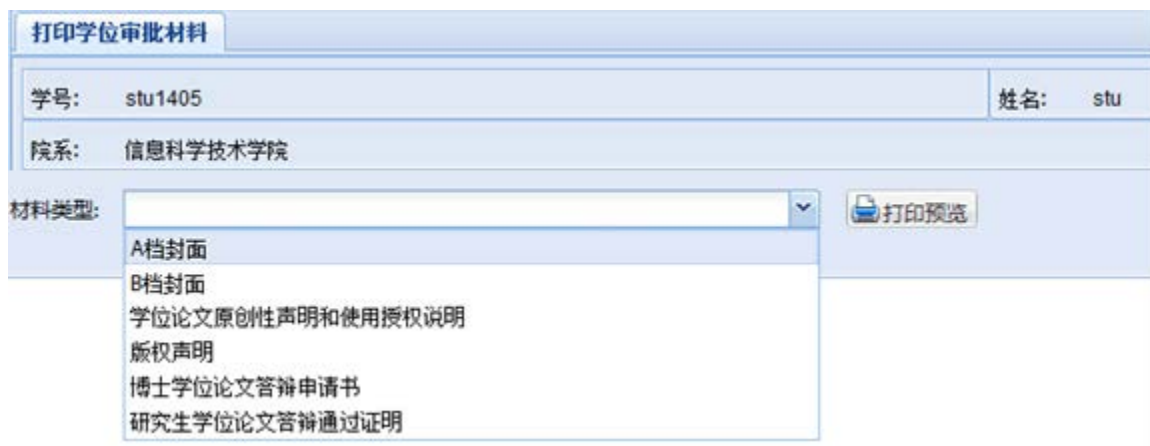 打印学位审批材料
学号: stu1405 姓名: stu
院系: 信息科学技术学院
材料类型: 打印预览
A档封面
B档封面
学位论文原创性声明和使用授权说明
版权声明
博士学位论文答辩申请书
研究生学位论文答辩通过证明